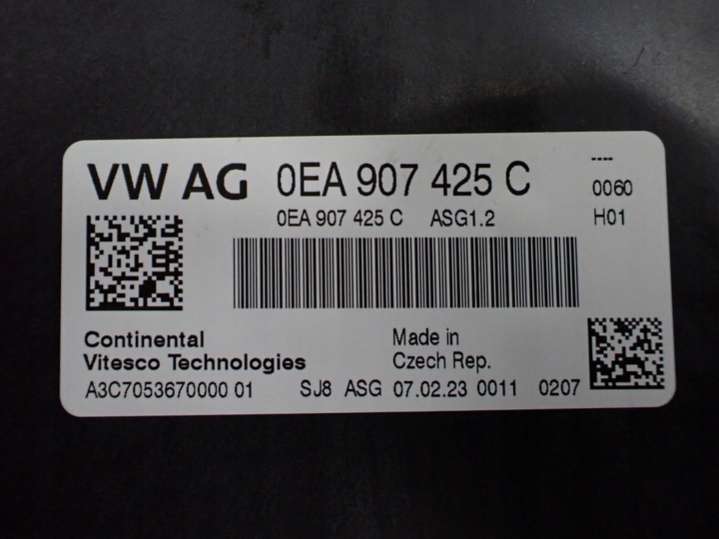 VW AG 0EA 907 425 C ----
0EA 907 425 C ASG1.2 0060
H01
Continental Made in
Vitesco Technologies Czech Rep.
A3C7053670000 01 SJ8 ASG 07.02.23 0011 0207